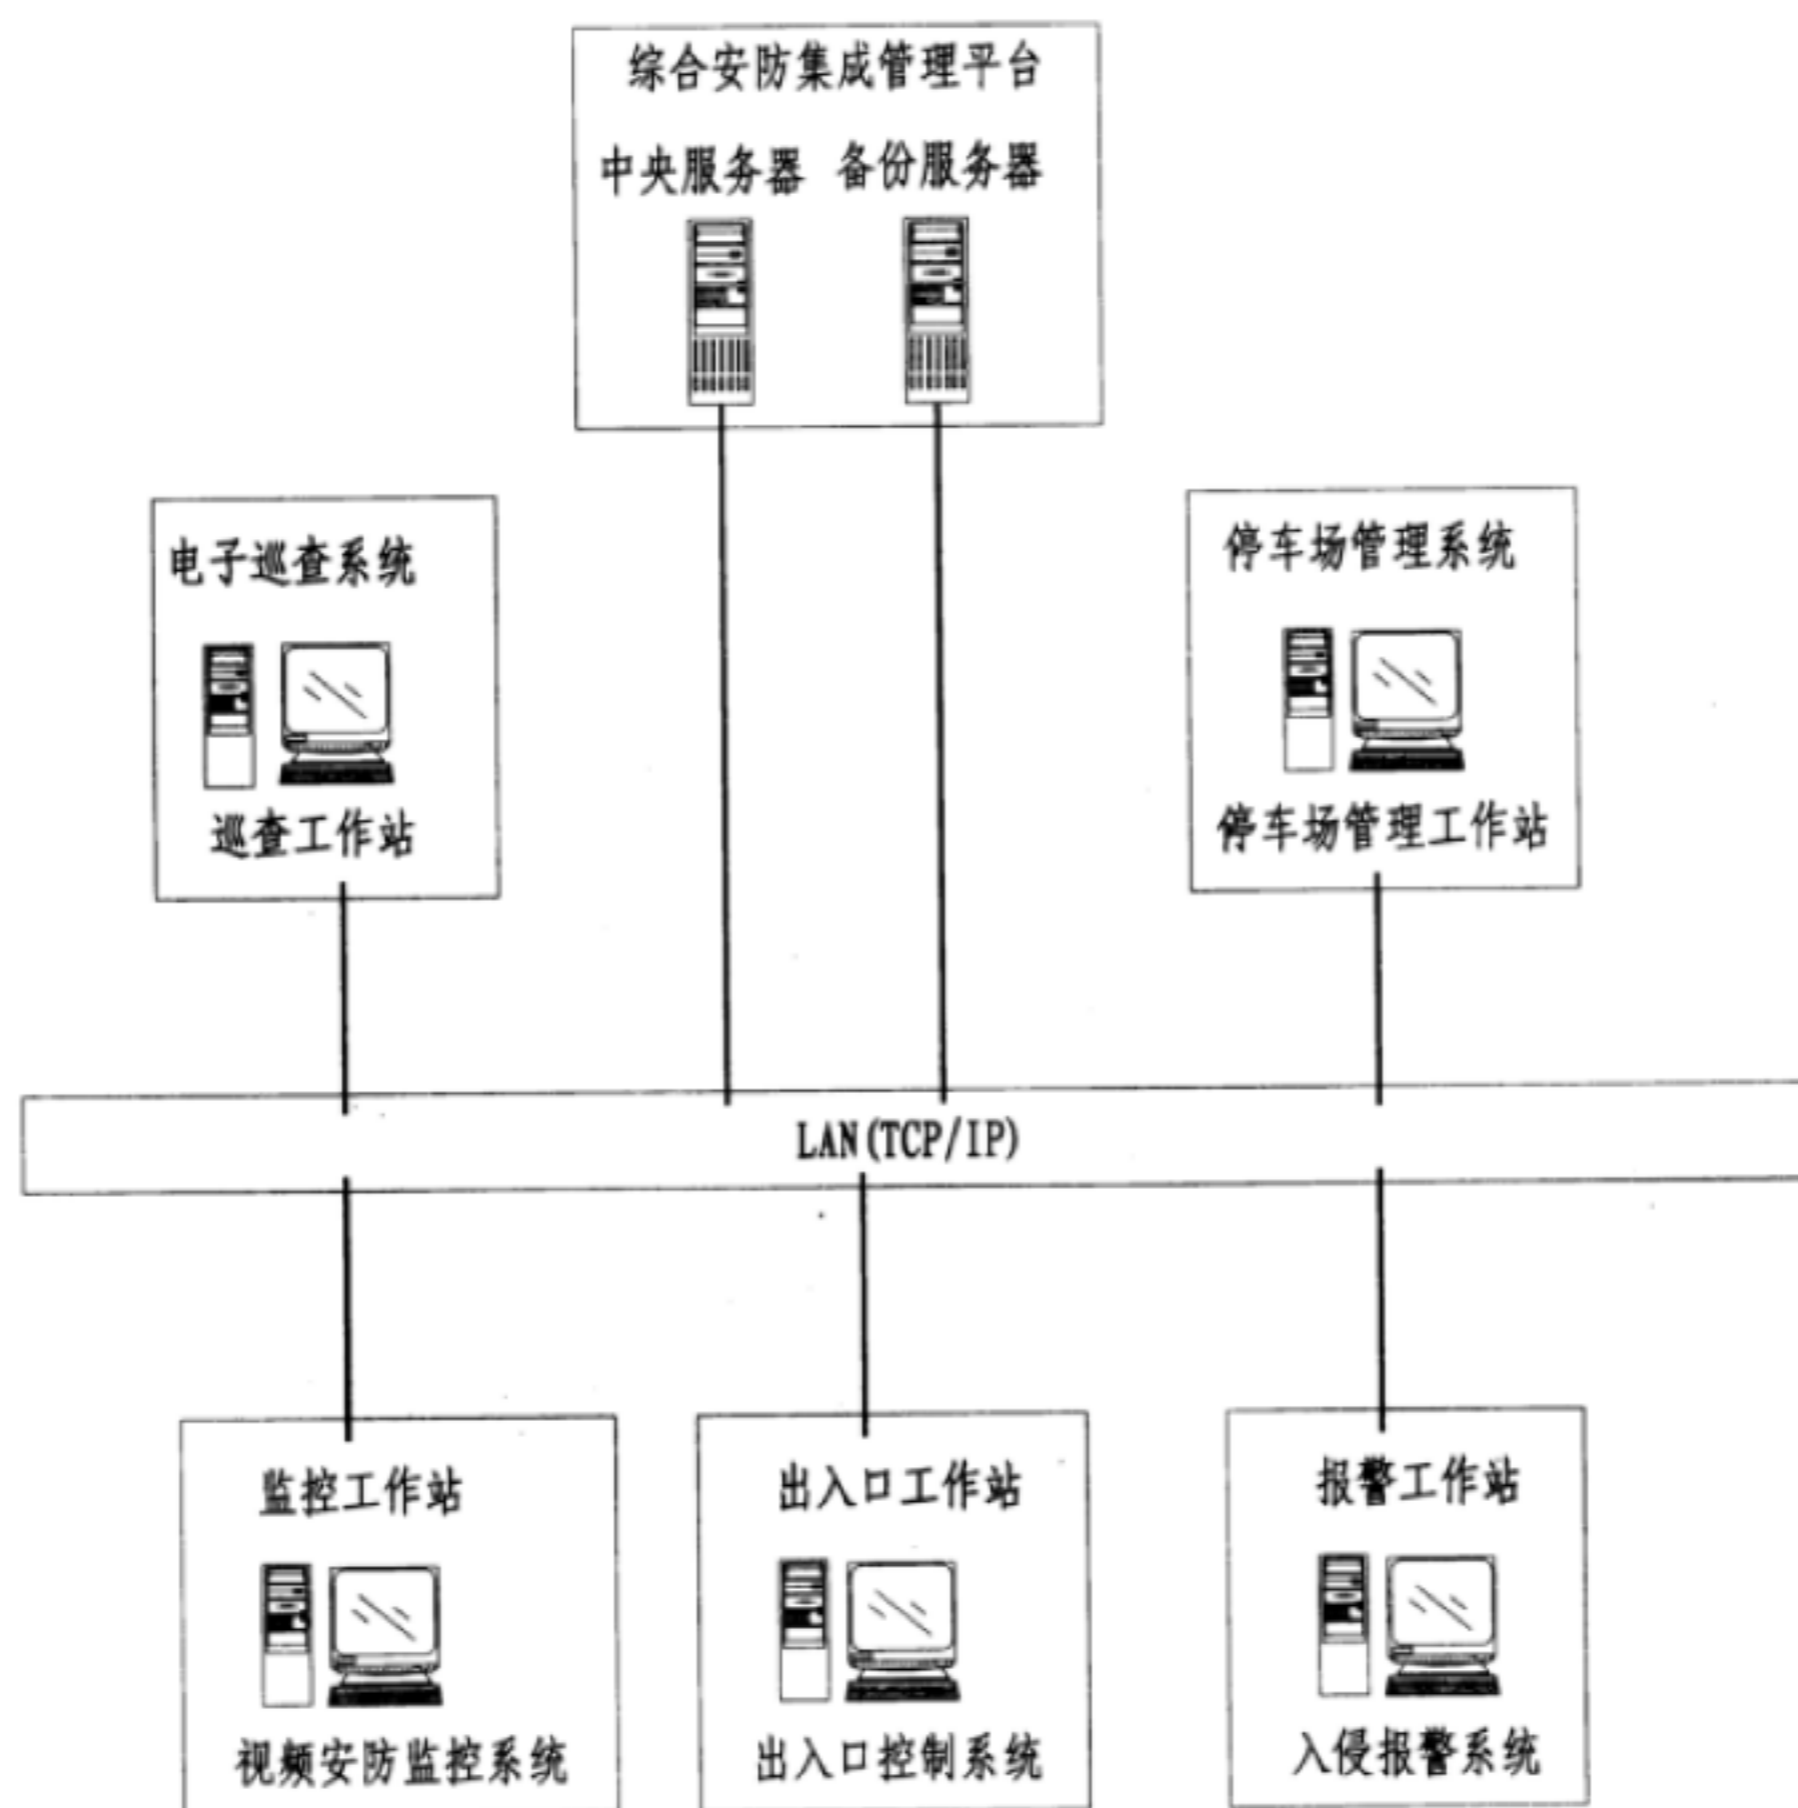 综合安防集成管理平台
中央服务器 备份服务器
电子巡查系统
巡查工作站
停车场管理系统
停车场管理工作站
LAN(TCP/IP)
监控工作站
视频安防监控系统
出入口工作站
出入口控制系统
报警工作站
入侵报警系统